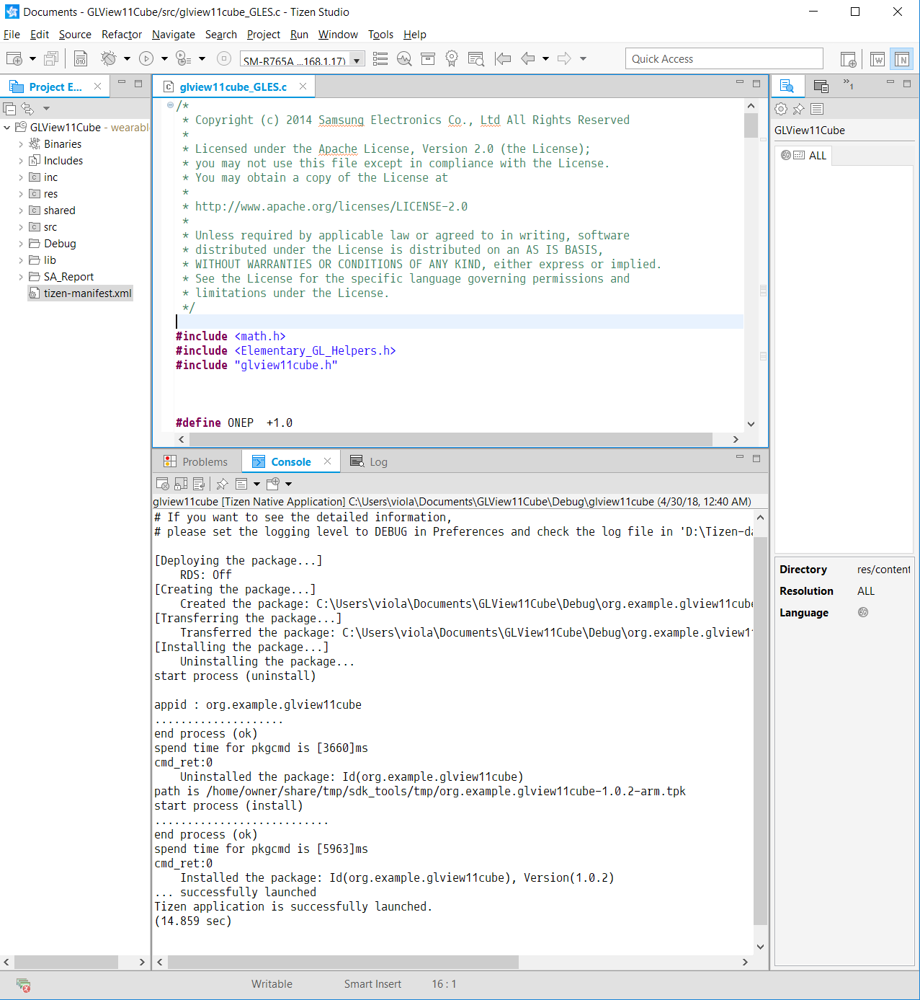 Documents - GLView11Cube/src/glview11cube_GLES.c - Tizen Studio
File Edit Source Refactor Navigate Search Project Run Window Tools Help
SM-R765A ...168.1.17)
Quick Access
Project E...
GLView11Cube - wearabl
Binaries
Includes
inc
res
shared
src
Debug
lib
SA_Report
tizen-manifest.xml
glview11cube_GLES.c
/*
* Copyright (c) 2014 Samsung Electronics Co., Ltd All Rights Reserved
*
* Licensed under the Apache License, Version 2.0 (the License);
* you may not use this file except in compliance with the License.
* You may obtain a copy of the License at
*
* http://www.apache.org/licenses/LICENSE-2.0
*
* Unless required by applicable law or agreed to in writing, software
* distributed under the License is distributed on an AS IS BASIS,
* WITHOUT WARRANTIES OR CONDITIONS OF ANY KIND, either express or implied.
* See the License for the specific language governing permissions and
* limitations under the License.
*/
#include <math.h>
#include <Elementary_GL_Helpers.h>
#include "glview11cube.h"
#define ONEP  +1.0
Problems Console Log
glview11cube [Tizen Native Application] C:\Users\viola\Documents\GLView11Cube\Debug\glview11cube (4/30/18, 12:40 AM)
# If you want to see the detailed information,
# please set the logging level to DEBUG in Preferences and check the log file in 'D:\Tizen-da
[Deploying the package...]
RDS: Off
[Creating the package...]
Created the package: C:\Users\viola\Documents\GLView11Cube\Debug\org.example.glview11cube
[Transferring the package...]
Transferred the package: C:\Users\viola\Documents\GLView11Cube\Debug\org.example.glview11
[Installing the package...]
Uninstalling the package...
start process (uninstall)
appid : org.example.glview11cube
....................
end process (ok)
spend time for pkgcmd is [3660]ms
cmd_ret:0
Uninstalled the package: Id(org.example.glview11cube)
path is /home/owner/share/tmp/sdk_tools/tmp/org.example.glview11cube-1.0.2-arm.tpk
start process (install)
...........................
end process (ok)
spend time for pkgcmd is [5963]ms
cmd_ret:0
Installed the package: Id(org.example.glview11cube), Version(1.0.2)
... successfully launched
Tizen application is successfully launched.
(14.859 sec)
GLView11Cube
ALL
Directory res/content
Resolution ALL
Language
Writable Smart Insert 16 : 1